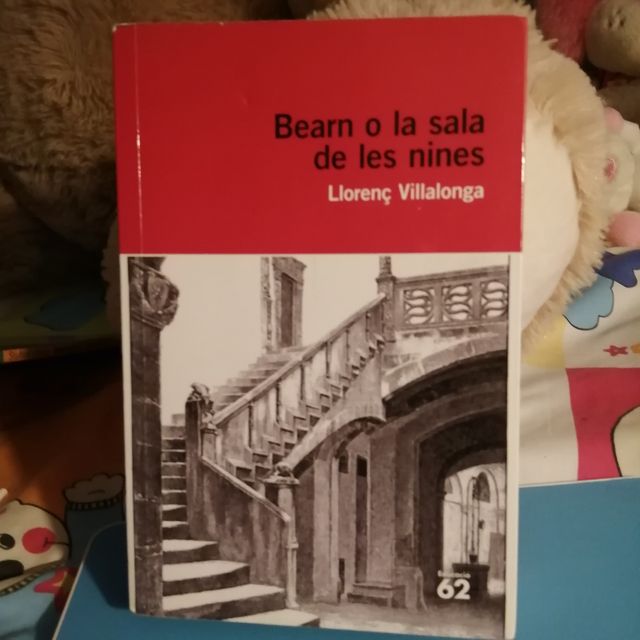 Bearn o la sala
de les nines
Llorenç Villalonga
62